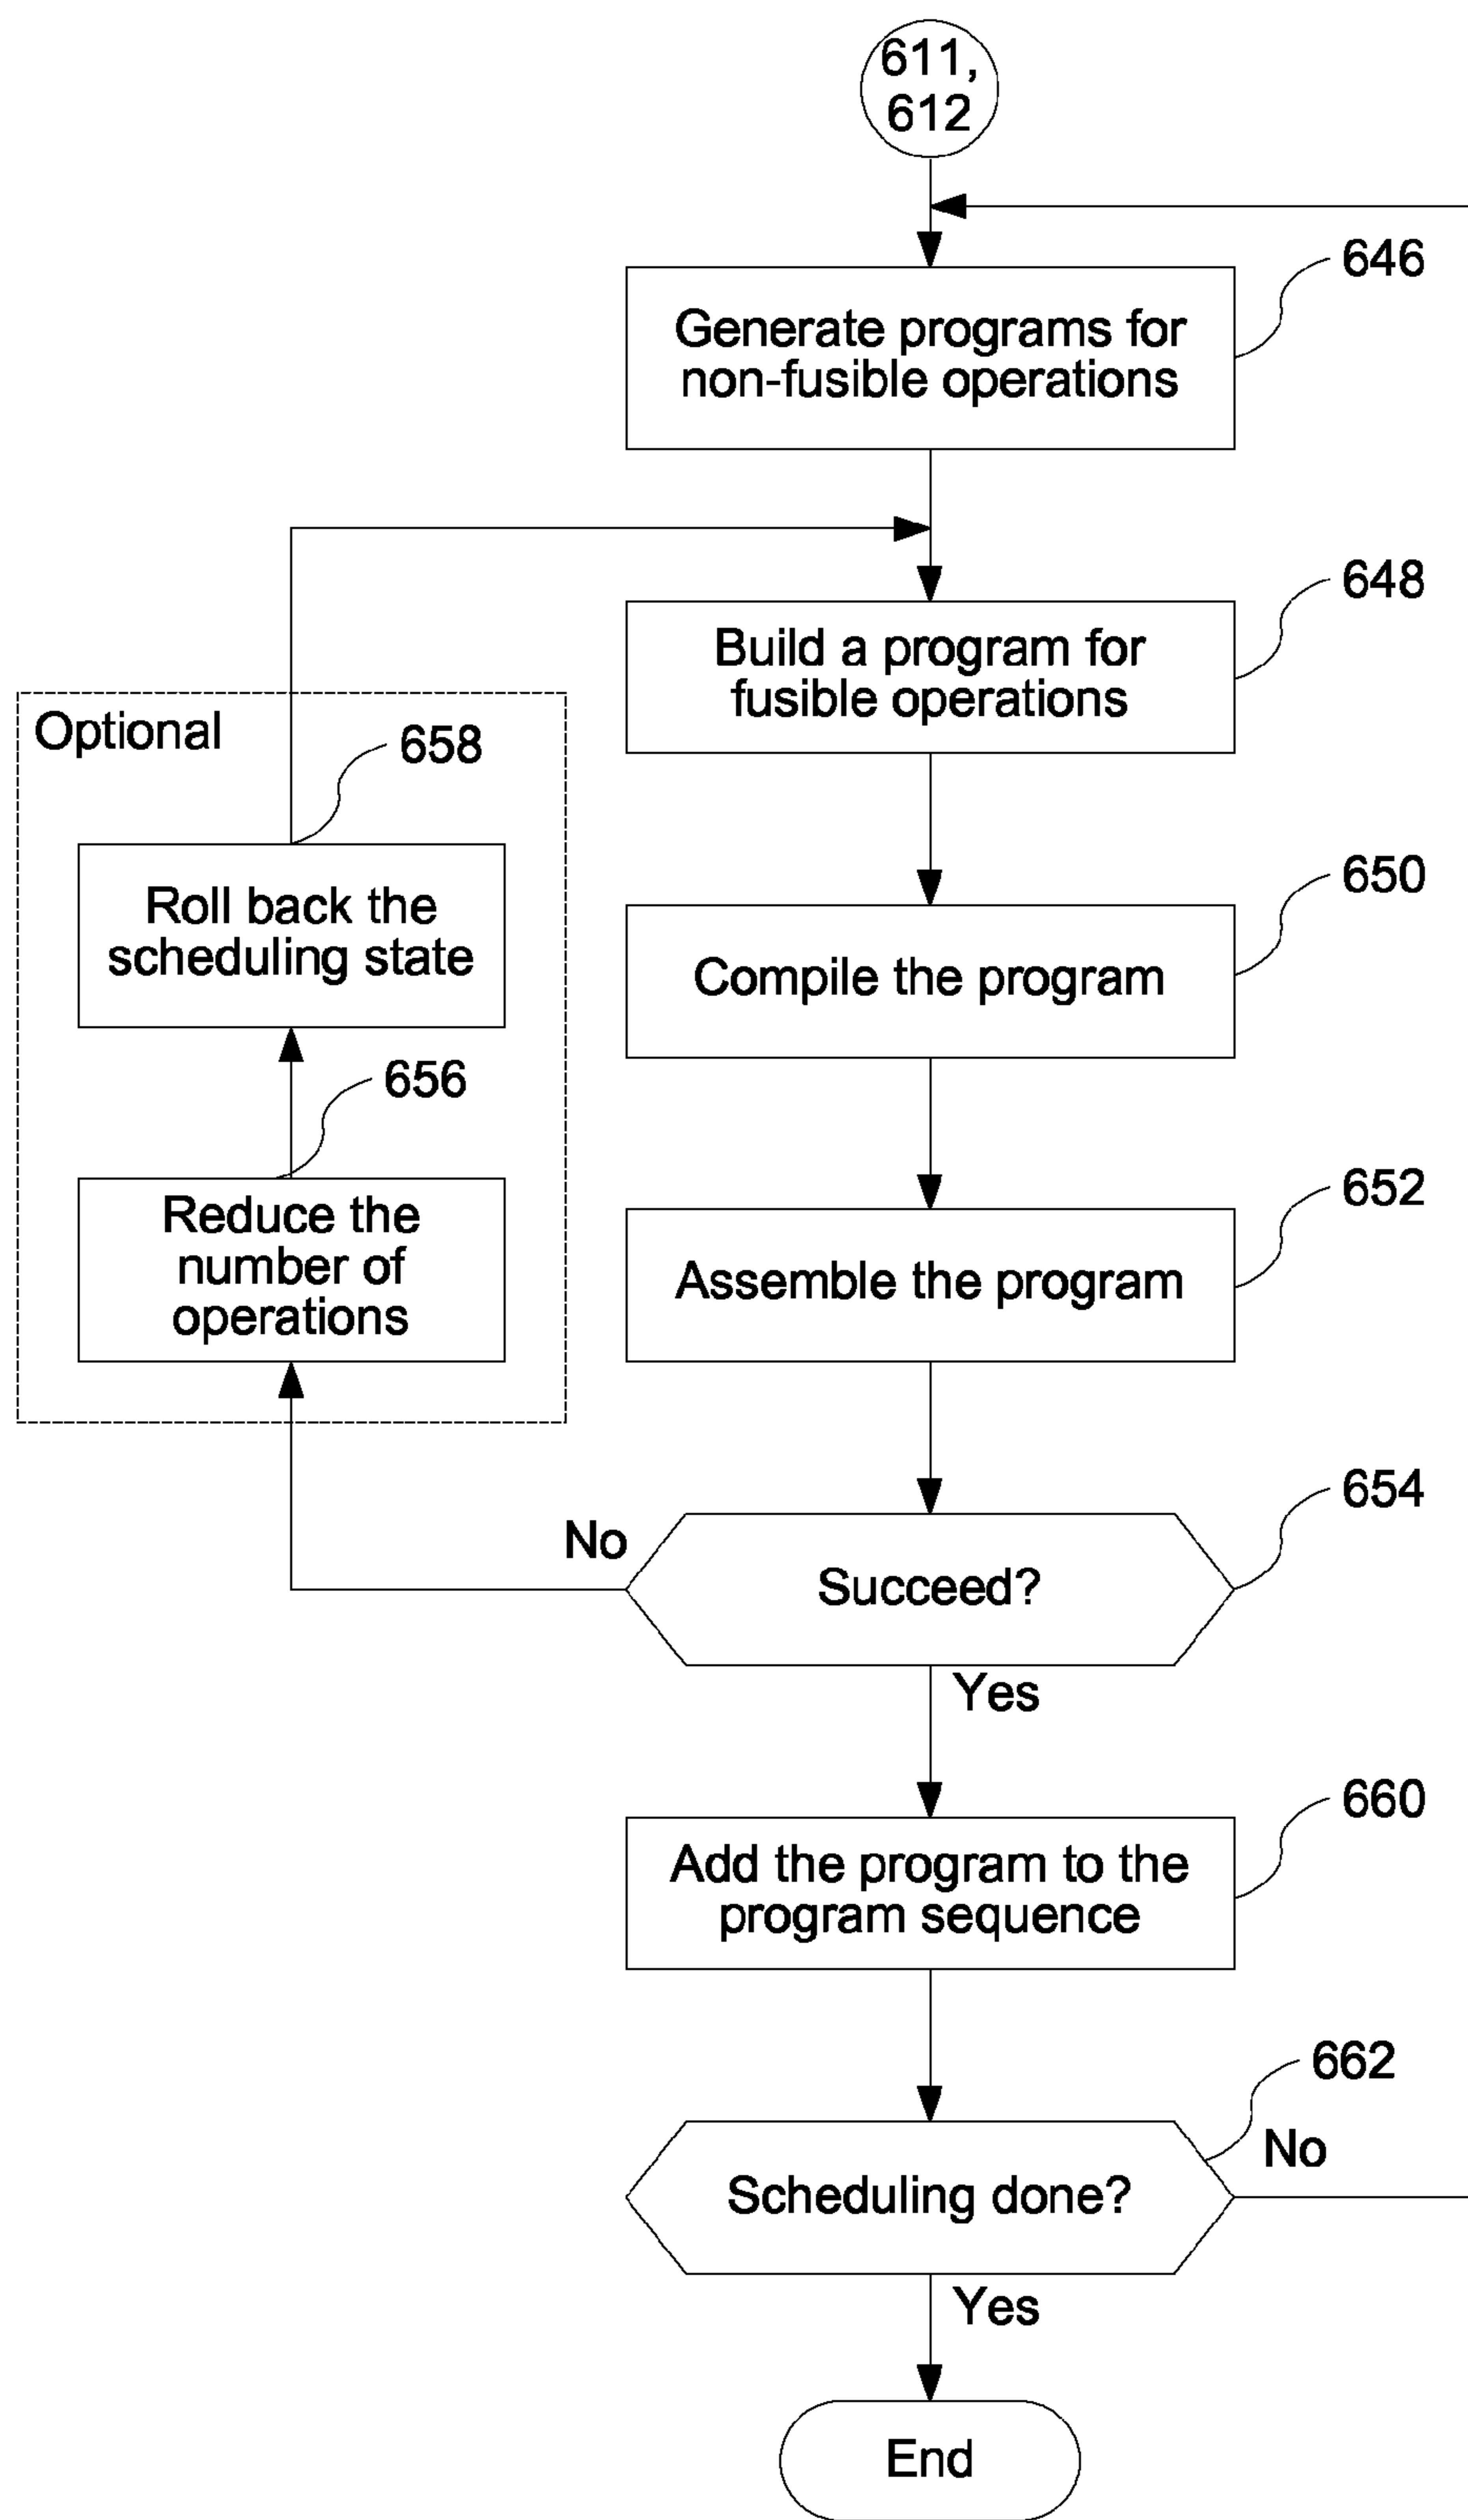 611,
612
646
Generate programs for
non-fusible operations
648
Build a program for
fusible operations
Optional
658
650
Roll back the
scheduling state
Compile the program
656
652
Reduce the
number of
operations
Assemble the program
654
No
Succeed?
Yes
660
Add the program to the
program sequence
662
No
Scheduling done?
Yes
End